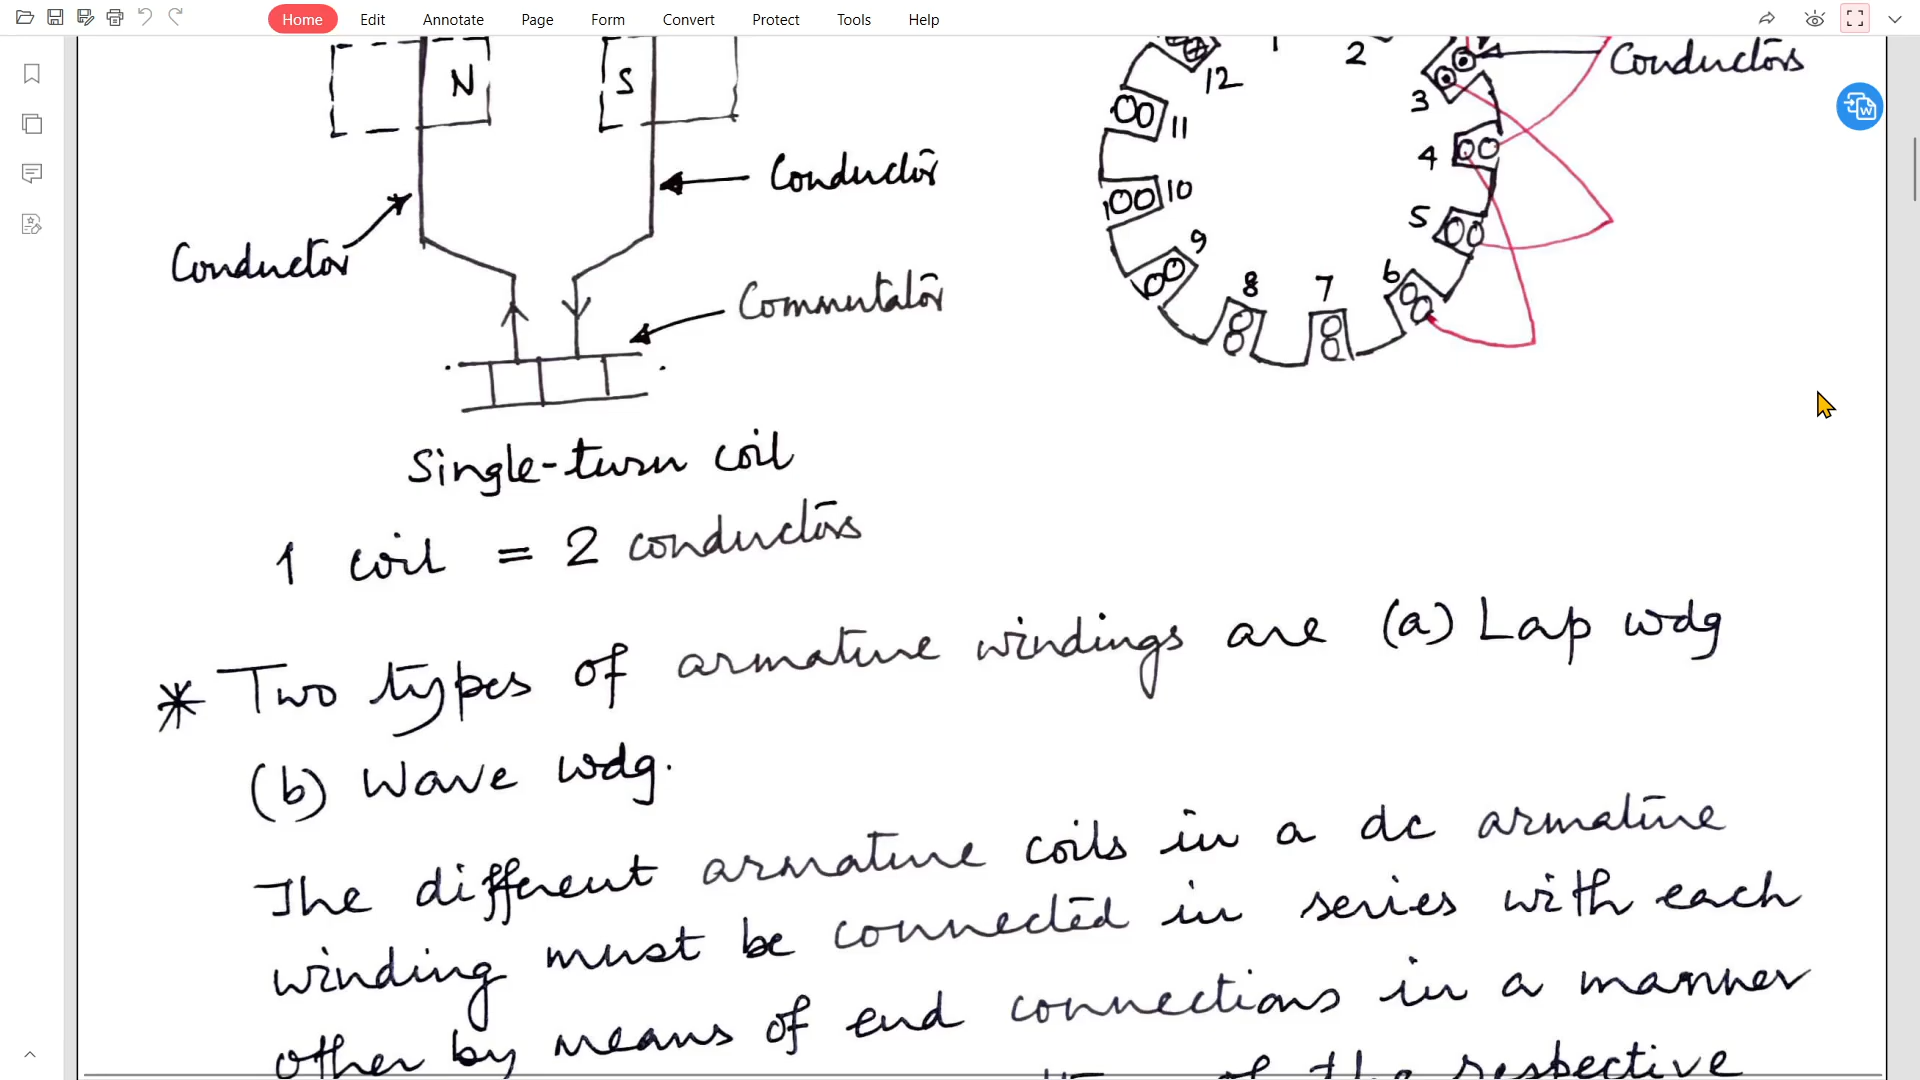 Home Edit Annotate Page Form Convert Protect Tools Help
N S
12 1 2 3
Conductors
11
4
Conductor
10
5
Conductor
9
8 7 6
Commutator
Single-turn coil
1 coil = 2 conductors
* Two types of armature windings are (a) Lap wdg
(b) Wave wdg.
The different armature coils in a dc armature
winding must be connected in series with each
other by means of end connections in a manner
of the respective